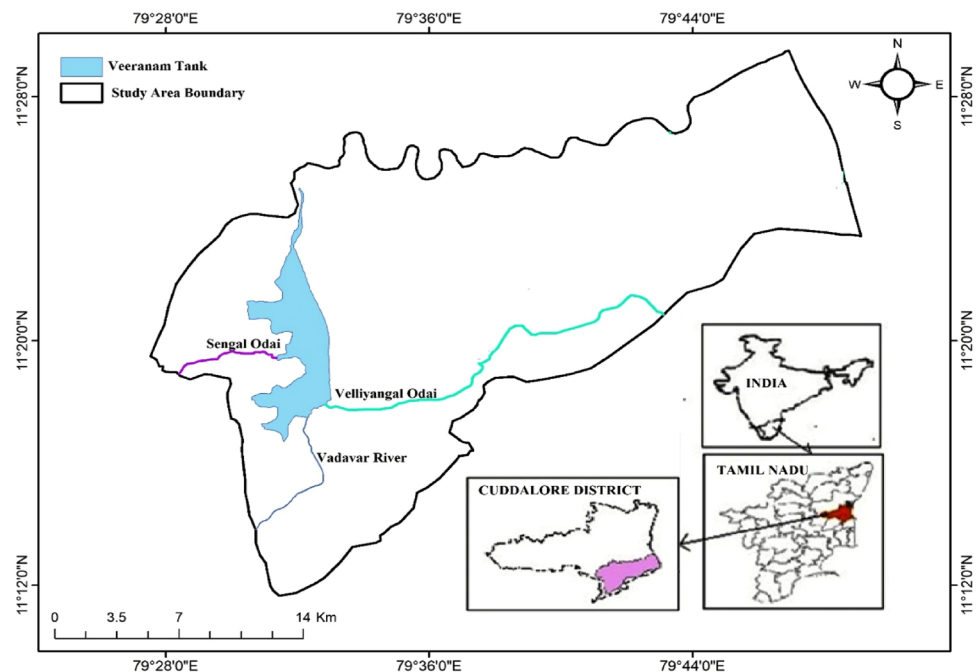 79°28'0"E 79°36'0"E 79°44'0"E
Veeranam Tank
Study Area Boundary
N
W E
S
11°28'0"N 11°28'0"N
11°20'0"N 11°20'0"N
Sengal Odai
Velliyangal Odai
INDIA
Vadavar River
TAMIL NADU
CUDDALORE DISTRICT
11°12'0"N 11°12'0"N
0 3.5 7 14 Km
79°28'0"E 79°36'0"E 79°44'0"E